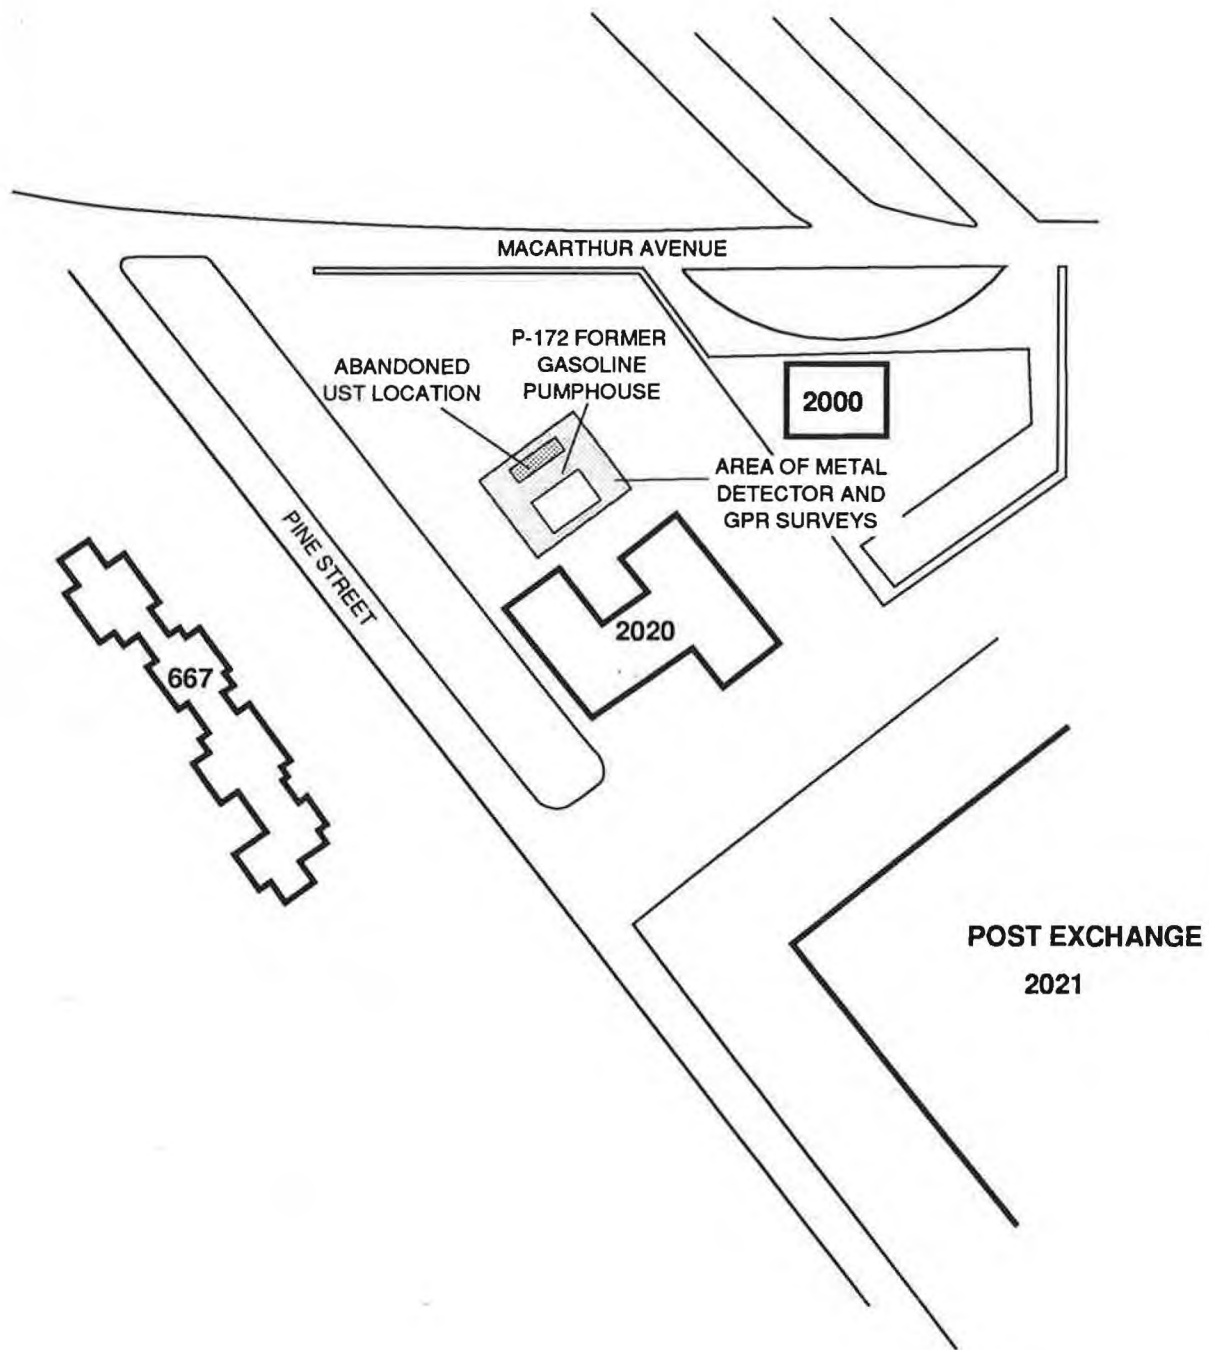 MACARTHUR AVENUE
P-172 FORMER
GASOLINE
PUMPHOUSE
ABANDONED
UST LOCATION
2000
AREA OF METAL
DETECTOR AND
GPR SURVEYS
PINE STREET
2020
667
POST EXCHANGE
2021